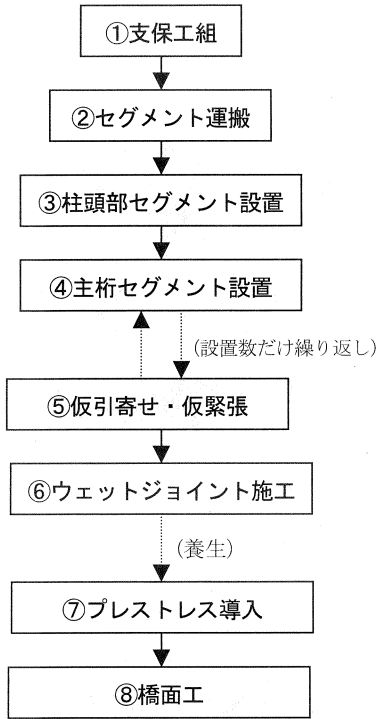 ①支保工組
②セグメント運搬
③柱頭部セグメント設置
④主桁セグメント設置
(設置数だけ繰り返し)
⑤仮引寄せ・仮緊張
⑥ウェットジョイント施工
(養生)
⑦プレストレス導入
⑧橋面工